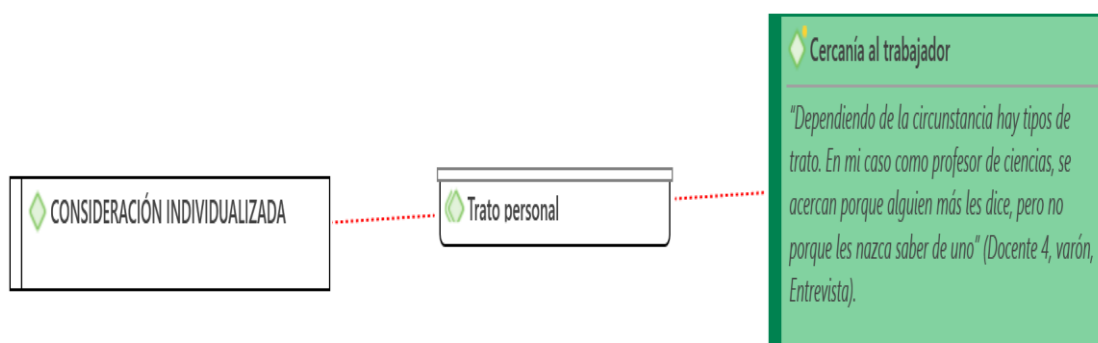 CONSIDERACIÓN INDIVIDUALIZADA
Trato personal
Cercanía al trabajador
"Dependiendo de la circunstancia hay tipos de
trato. En mi caso como profesor de ciencias, se
acercan porque alguien más les dice, pero no
porque les nazca saber de uno" (Docente 4, varón,
Entrevista).